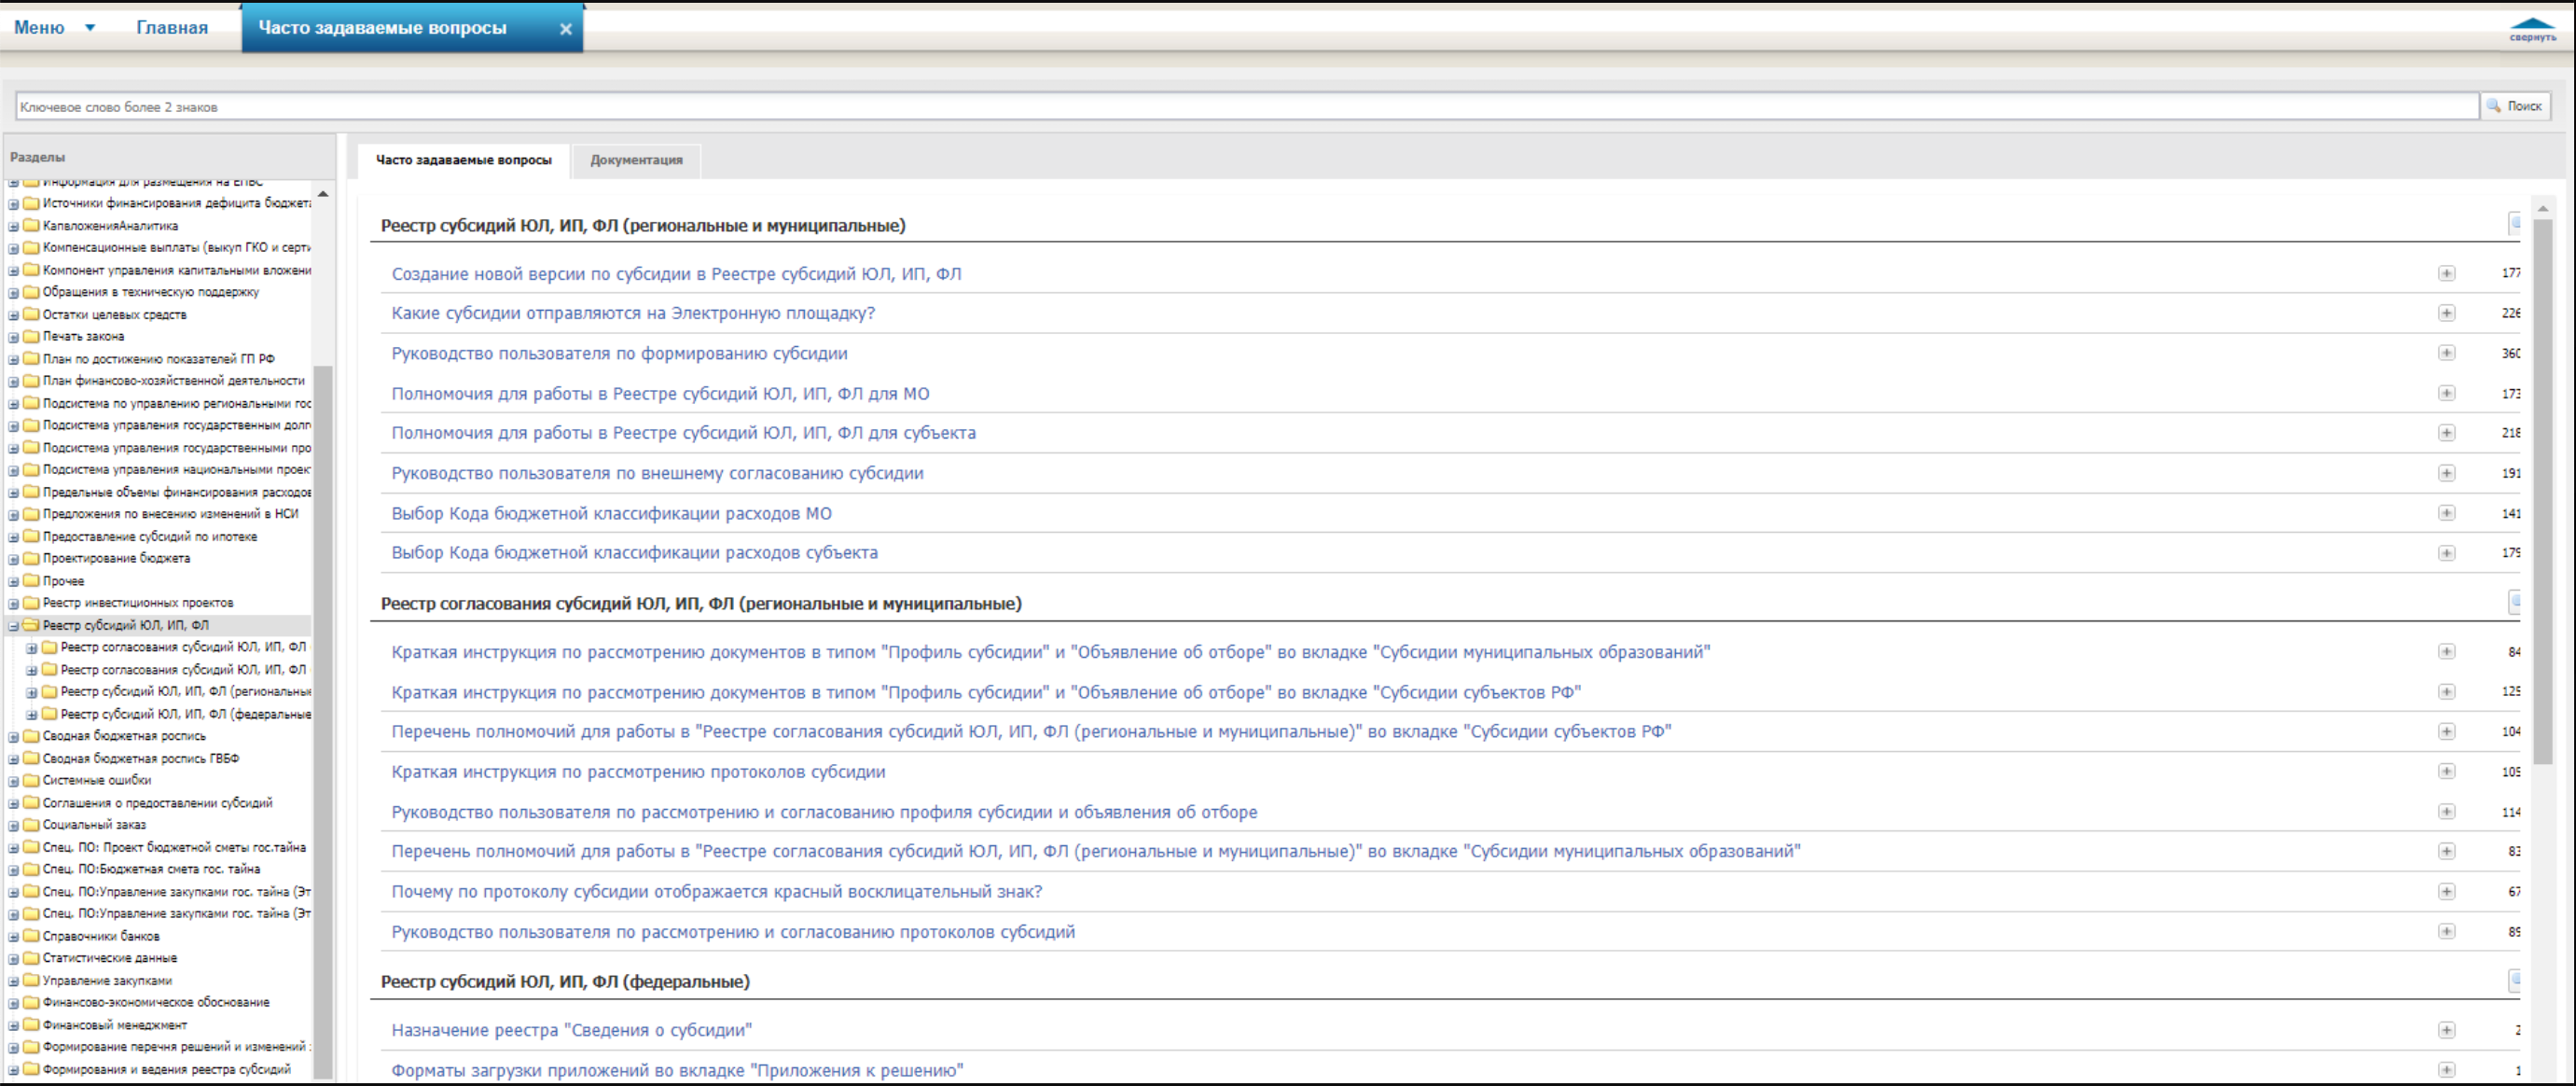 Меню
Главная
Часто задаваемые вопросы
свернуть
Ключевое слово более 2 знаков
Поиск
Разделы
Информация для размещения на ЕПБС
Источники финансирования дефицита бюджет
КапвложенияАналитика
Компенсационные выплаты (выкуп ГКО и серти
Компонент управления капитальными вложени
Обращения в техническую поддержку
Остатки целевых средств
Печать закона
План по достижению показателей ГП РФ
План финансово-хозяйственной деятельности
Подсистема по управлению региональными гос
Подсистема управления государственным долг
Подсистема управления государственными про
Подсистема управления национальными проек
Предельные объемы финансирования расходов
Предложения по внесению изменений в НСИ
Предоставление субсидий по ипотеке
Проектирование бюджета
Прочее
Реестр инвестиционных проектов
Реестр субсидий ЮЛ, ИП, ФЛ
Реестр согласования субсидий ЮЛ, ИП, ФЛ
Реестр согласования субсидий ЮЛ, ИП, ФЛ
Реестр субсидий ЮЛ, ИП, ФЛ (региональные
Реестр субсидий ЮЛ, ИП, ФЛ (федеральные
Сводная бюджетная роспись
Сводная бюджетная роспись ГВБФ
Системные ошибки
Соглашения о предоставлении субсидий
Социальный заказ
Спец. ПО: Проект бюджетной сметы гос.тайна
Спец. ПО:Бюджетная смета гос. тайна
Спец. ПО:Управление закупками гос. тайна (Эт
Спец. ПО:Управление закупками гос. тайна (Эт
Справочники банков
Статистические данные
Управление закупками
Финансово-экономическое обоснование
Финансовый менеджмент
Формирование перечня решений и изменений
Формирования и ведения реестра субсидий
Часто задаваемые вопросы
Документация
Реестр субсидий ЮЛ, ИП, ФЛ (региональные и муниципальные)
Создание новой версии по субсидии в Реестре субсидий ЮЛ, ИП, ФЛ 177
Какие субсидии отправляются на Электронную площадку? 226
Руководство пользователя по формированию субсидии 360
Полномочия для работы в Реестре субсидий ЮЛ, ИП, ФЛ для МО 173
Полномочия для работы в Реестре субсидий ЮЛ, ИП, ФЛ для субъекта 218
Руководство пользователя по внешнему согласованию субсидии 191
Выбор Кода бюджетной классификации расходов МО 141
Выбор Кода бюджетной классификации расходов субъекта 179
Реестр согласования субсидий ЮЛ, ИП, ФЛ (региональные и муниципальные)
Краткая инструкция по рассмотрению документов в типом "Профиль субсидии" и "Объявление об отборе" во вкладке "Субсидии муниципальных образований" 84
Краткая инструкция по рассмотрению документов в типом "Профиль субсидии" и "Объявление об отборе" во вкладке "Субсидии субъектов РФ" 125
Перечень полномочий для работы в "Реестре согласования субсидий ЮЛ, ИП, ФЛ (региональные и муниципальные)" во вкладке "Субсидии субъектов РФ" 104
Краткая инструкция по рассмотрению протоколов субсидии 105
Руководство пользователя по рассмотрению и согласованию профиля субсидии и объявления об отборе 114
Перечень полномочий для работы в "Реестре согласования субсидий ЮЛ, ИП, ФЛ (региональные и муниципальные)" во вкладке "Субсидии муниципальных образований" 83
Почему по протоколу субсидии отображается красный восклицательный знак? 67
Руководство пользователя по рассмотрению и согласованию протоколов субсидий 89
Реестр субсидий ЮЛ, ИП, ФЛ (федеральные)
Назначение реестра "Сведения о субсидии" 2
Форматы загрузки приложений во вкладке "Приложения к решению" 1